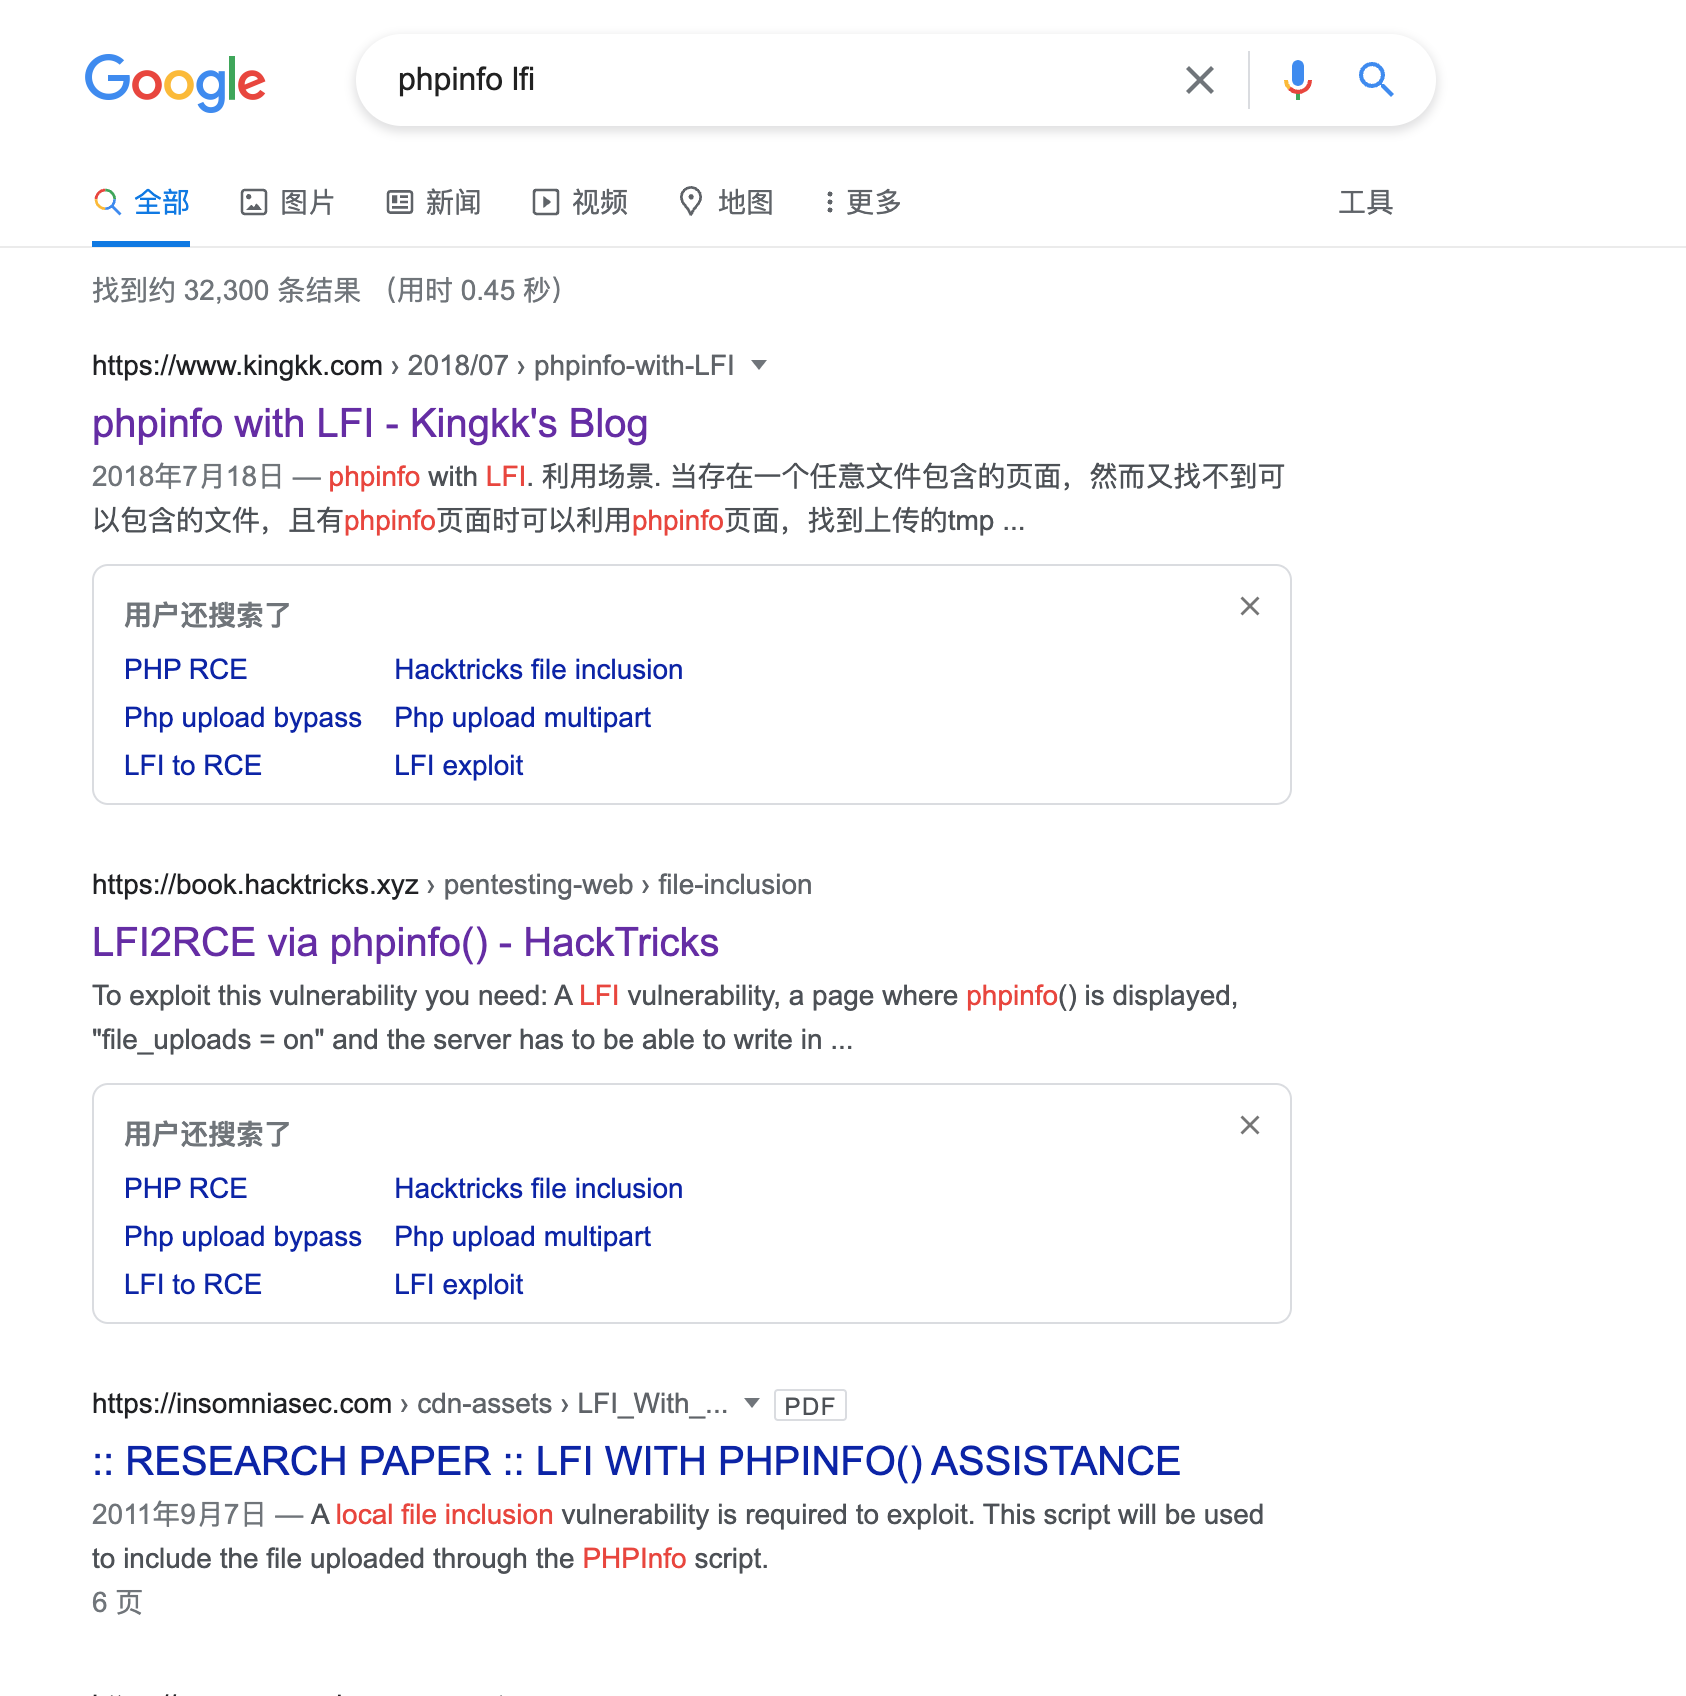 Google
phpinfo lfi
全部 图片 新闻 视频 地图 更多 工具
找到约 32,300 条结果 （用时 0.45 秒）
https://www.kingkk.com › 2018/07 › phpinfo-with-LFI
phpinfo with LFI - Kingkk's Blog
2018年7月18日 — phpinfo with LFI. 利用场景. 当存在一个任意文件包含的页面，然而又找不到可
以包含的文件，且有phpinfo页面时可以利用phpinfo页面，找到上传的tmp ...
用户还搜索了
PHP RCE Hacktricks file inclusion
Php upload bypass Php upload multipart
LFI to RCE LFI exploit
https://book.hacktricks.xyz › pentesting-web › file-inclusion
LFI2RCE via phpinfo() - HackTricks
To exploit this vulnerability you need: A LFI vulnerability, a page where phpinfo() is displayed,
"file_uploads = on" and the server has to be able to write in ...
用户还搜索了
PHP RCE Hacktricks file inclusion
Php upload bypass Php upload multipart
LFI to RCE LFI exploit
https://insomniasec.com › cdn-assets › LFI_With_... PDF
:: RESEARCH PAPER :: LFI WITH PHPINFO() ASSISTANCE
2011年9月7日 — A local file inclusion vulnerability is required to exploit. This script will be used
to include the file uploaded through the PHPInfo script.
6 页